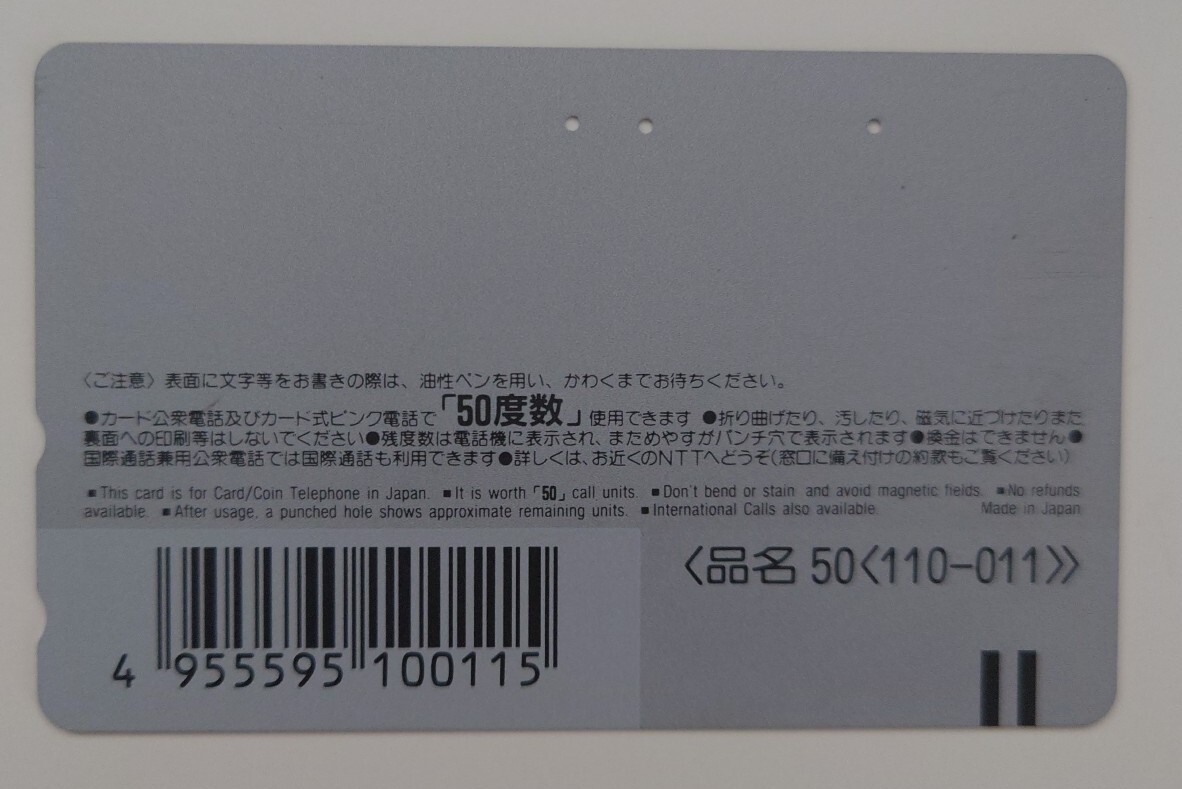 〈ご注意〉表面に文字等をお書きの際は、油性ペンを用い、かわくまでお待ちください。
●カード公衆電話及びカード式ピンク電話で「50度数」使用できます ●折り曲げたり、汚したり、磁気に近づけたりまた
裏面への印刷等はしないでください●残度数は電話機に表示され、まためやすがパンチ穴で表示されます●換金はできません●
国際通話兼用公衆電話では国際通話も利用できます●詳しくは、お近くのNTTへどうぞ(窓口に備え付けの約款もご覧ください)
■This card is for Card/Coin Telephone in Japan. ■It is worth「50」call units. ■Don't bend or stain and avoid magnetic fields. ■No refunds
available. ■After usage, a punched hole shows approximate remaining units. ■International Calls also available. Made in Japan
〈品名 50〈110-011〉〉
4 955595 100115